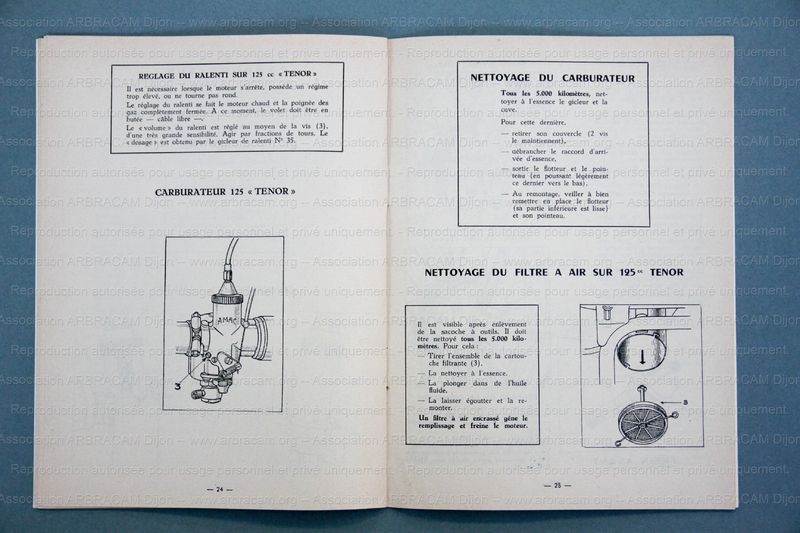 REGLAGE DU RALENTI SUR 125 cc « TENOR »
Il est nécessaire lorsque le moteur s'arrête, possède un régime
trop élevé, ou ne tourne pas rond.
Le réglage du ralenti se fait le moteur chaud et la poignée des
gaz complètement fermée. A ce moment, le volet doit être en
butée — câble libre —.
Le « volume » du ralenti est réglé au moyen de la vis (3),
d'une très grande sensibilité. Agir par fractions de tours. Le
« dosage » est obtenu par le gicleur de ralenti N° 35.
CARBURATEUR 125 « TENOR »
AMAC
3
— 24 —
NETTOYAGE DU CARBURATEUR
Tous les 5.000 kilomètres, net-
toyer à l'essence le gicleur et la
cuve.
Pour cette dernière,
— retirer son couvercle (2 vis
le maintiennent),
— débrancher le raccord d'arri-
vée d'essence,
— sortir le flotteur et le poin-
teau (en poussant légèrement
ce dernier vers le bas).
— Au remontage, veiller à bien
remettre en place le flotteur
(sa partie inférieure est lisse)
et son pointeau.
NETTOYAGE DU FILTRE A AIR SUR 125 cc TENOR
Il est visible après enlèvement
de la sacoche à outils. Il doit
être nettoyé tous les 5.000 kilo-
mètres. Pour cela :
— Tirer l'ensemble de la cartou-
che filtrante (3).
— La nettoyer à l'essence.
— La plonger dans de l'huile
fluide.
— La laisser égoutter et la re-
monter.
Un filtre à air encrassé gêne le
remplissage et freine le moteur.
— 25 —
Reproduction autorisée pour usage personnel et privé uniquement.
Association ARBRACAM Dijon – www.arbracam.org